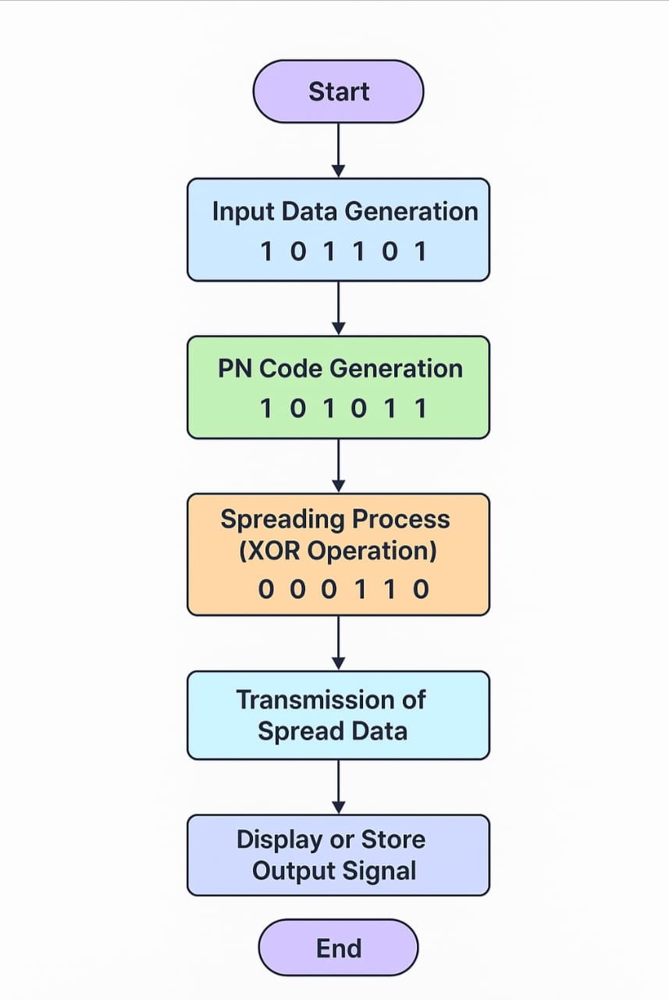 Start
Input Data Generation
1 0 1 1 0 1
PN Code Generation
1 0 1 0 1 1
Spreading Process
(XOR Operation)
0 0 0 1 1 0
Transmission of
Spread Data
Display or Store
Output Signal
End